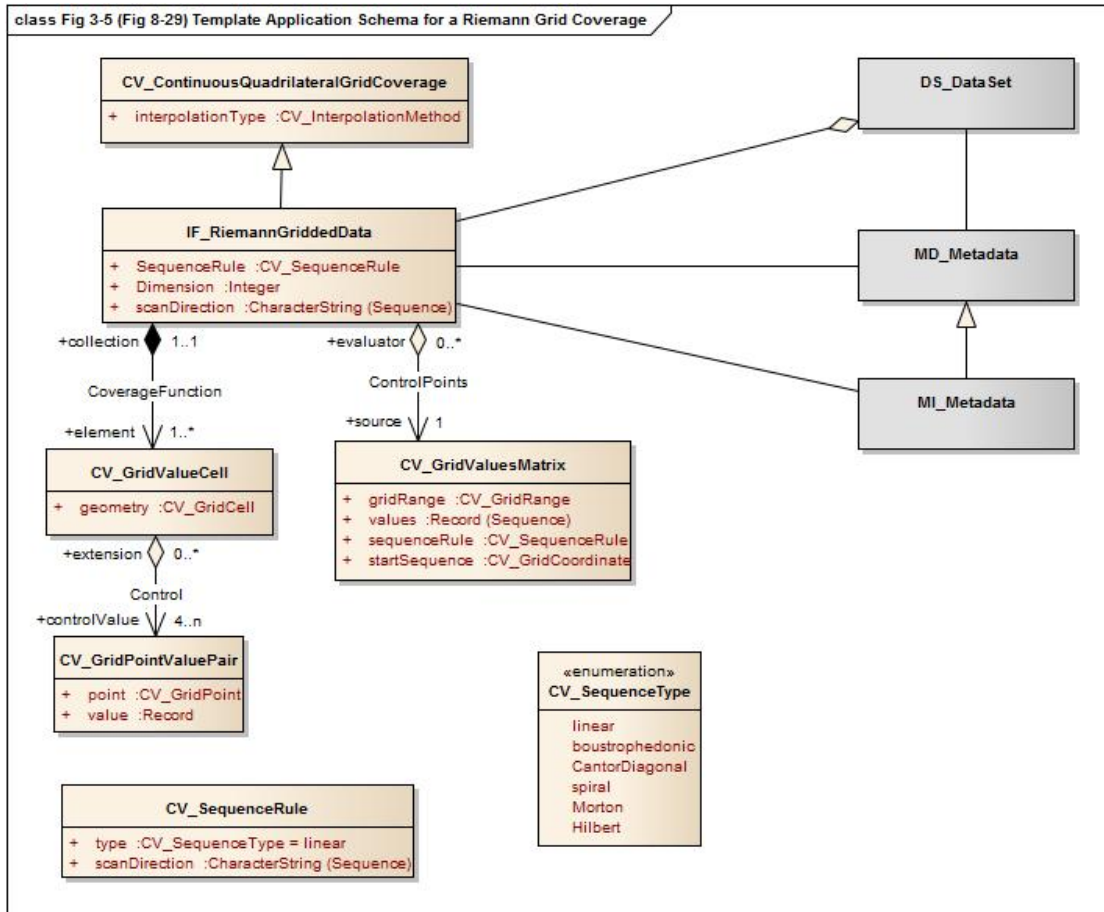 class Fig 3-5 (Fig 8-29) Template Application Schema for a Riemann Grid Coverage
CV_ContinuousQuadrilateralGridCoverage
+ interpolationType :CV_InterpolationMethod
DS_DataSet
IF_RiemannGriddedData
+ SequenceRule :CV_SequenceRule
+ Dimension :Integer
+ scanDirection :CharacterString (Sequence)
MD_Metadata
MI_Metadata
+collection 1..1
CoverageFunction
+element 1..*
+evaluator 0..*
ControlPoints
+source 1
CV_GridValueCell
+ geometry :CV_GridCell
CV_GridValuesMatrix
+ gridRange :CV_GridRange
+ values :Record (Sequence)
+ sequenceRule :CV_SequenceRule
+ startSequence :CV_GridCoordinate
+extension 0..*
Control
+controlValue 4..n
CV_GridPointValuePair
+ point :CV_GridPoint
+ value :Record
«enumeration»
CV_SequenceType
linear
boustrophedonic
CantorDiagonal
spiral
Morton
Hilbert
CV_SequenceRule
+ type :CV_SequenceType = linear
+ scanDirection :CharacterString (Sequence)